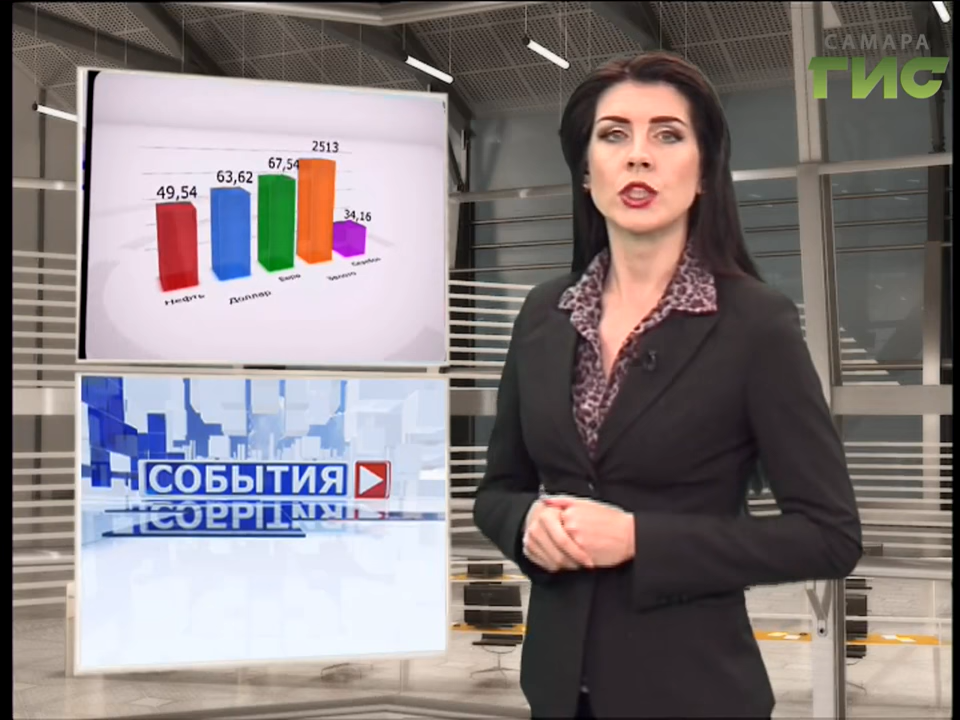 САМАРА
ГИС
2513
67,54
63,62
49,54
34,16
Нефть
Доллар
Евро
Золото
Серебро
СОБЫТИЯ